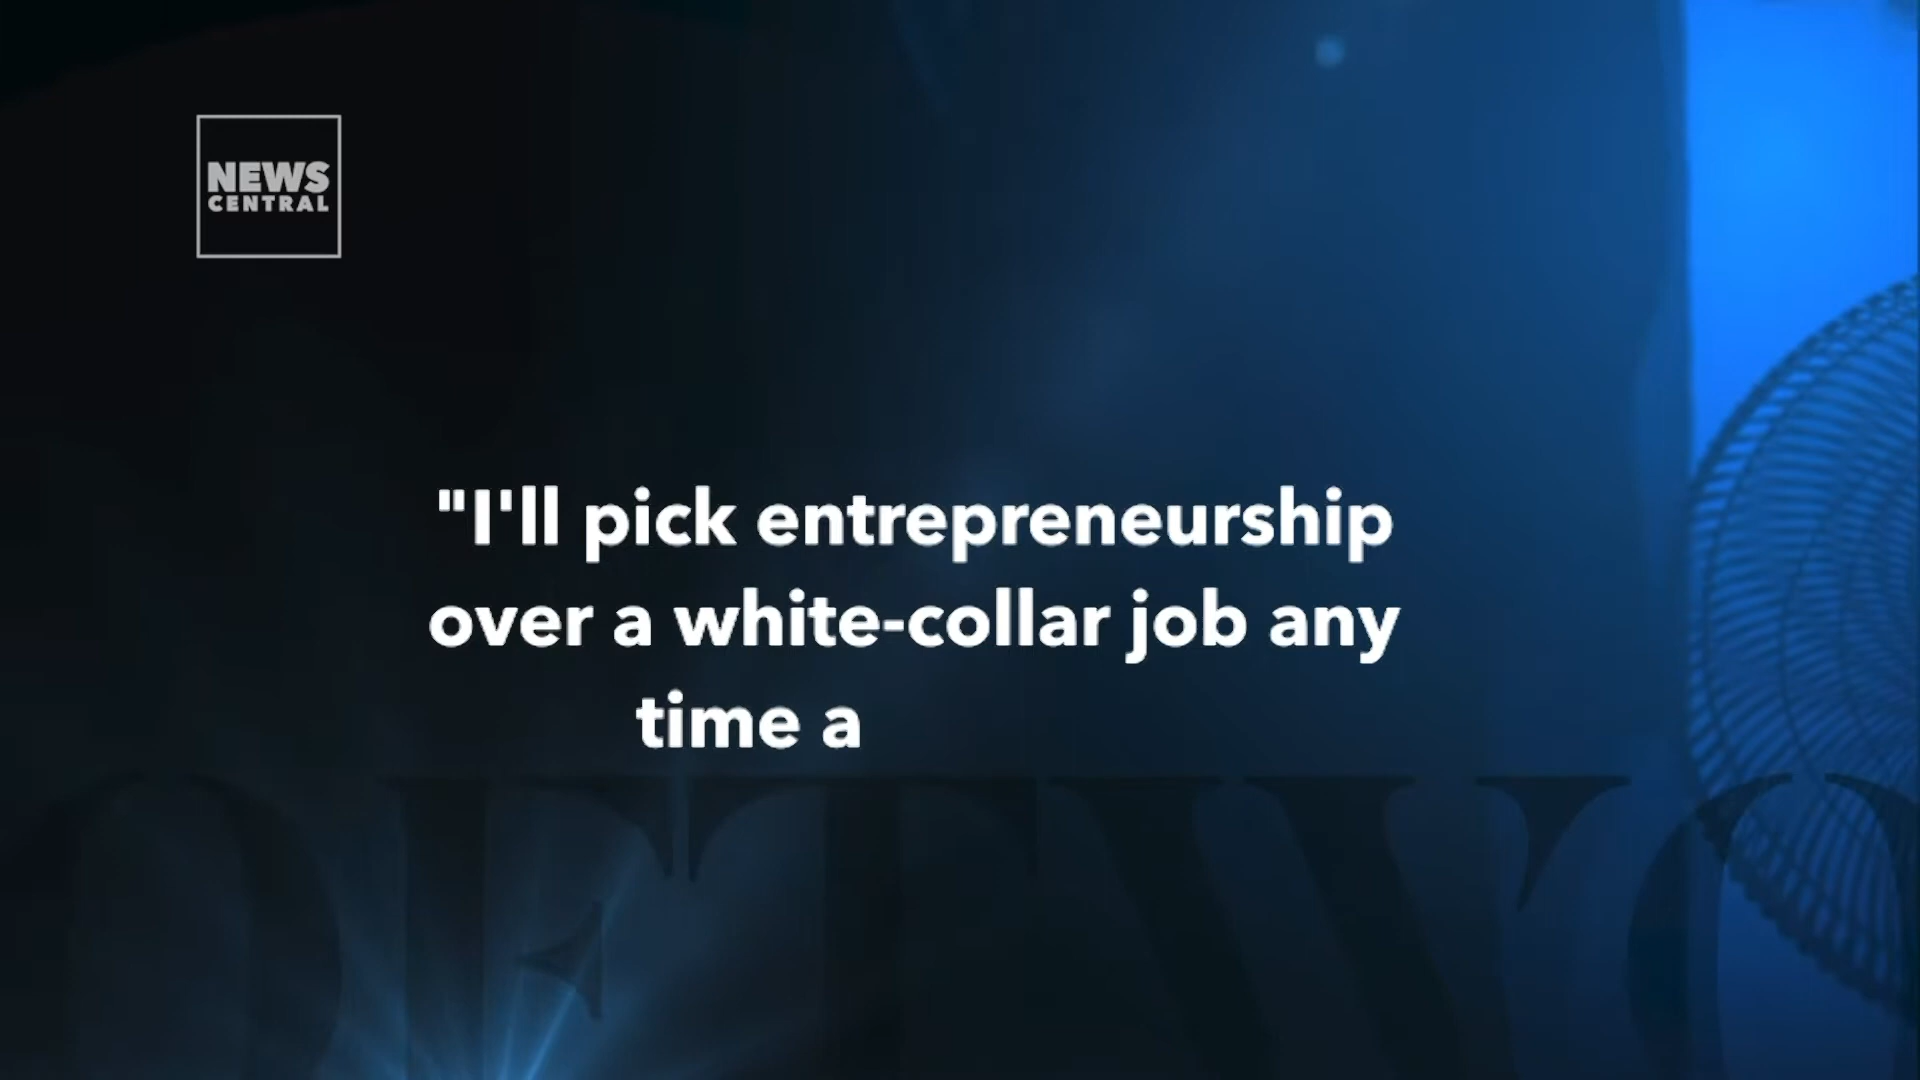 NEWS
CENTRAL
"I'll pick entrepreneurship
over a white-collar job any
time a